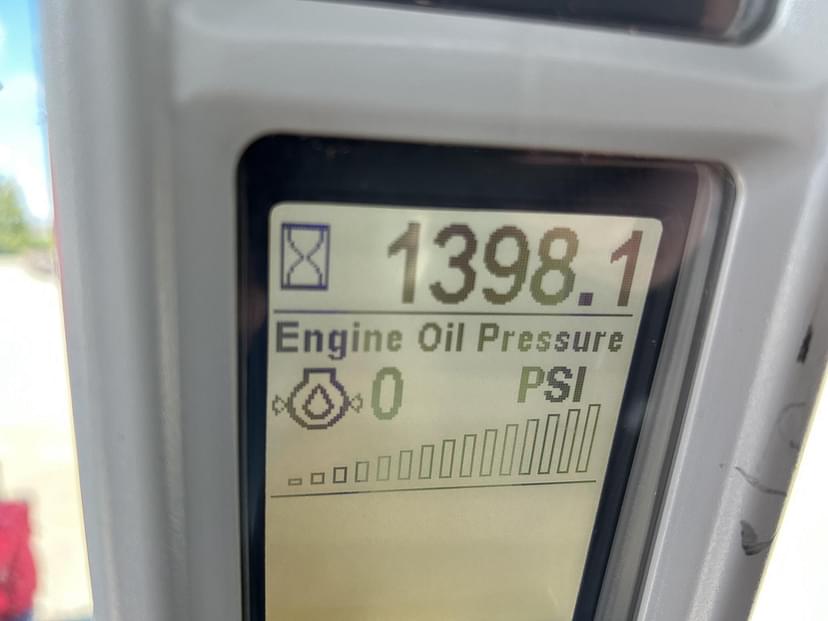 1398.1
Engine Oil Pressure
0 PSI